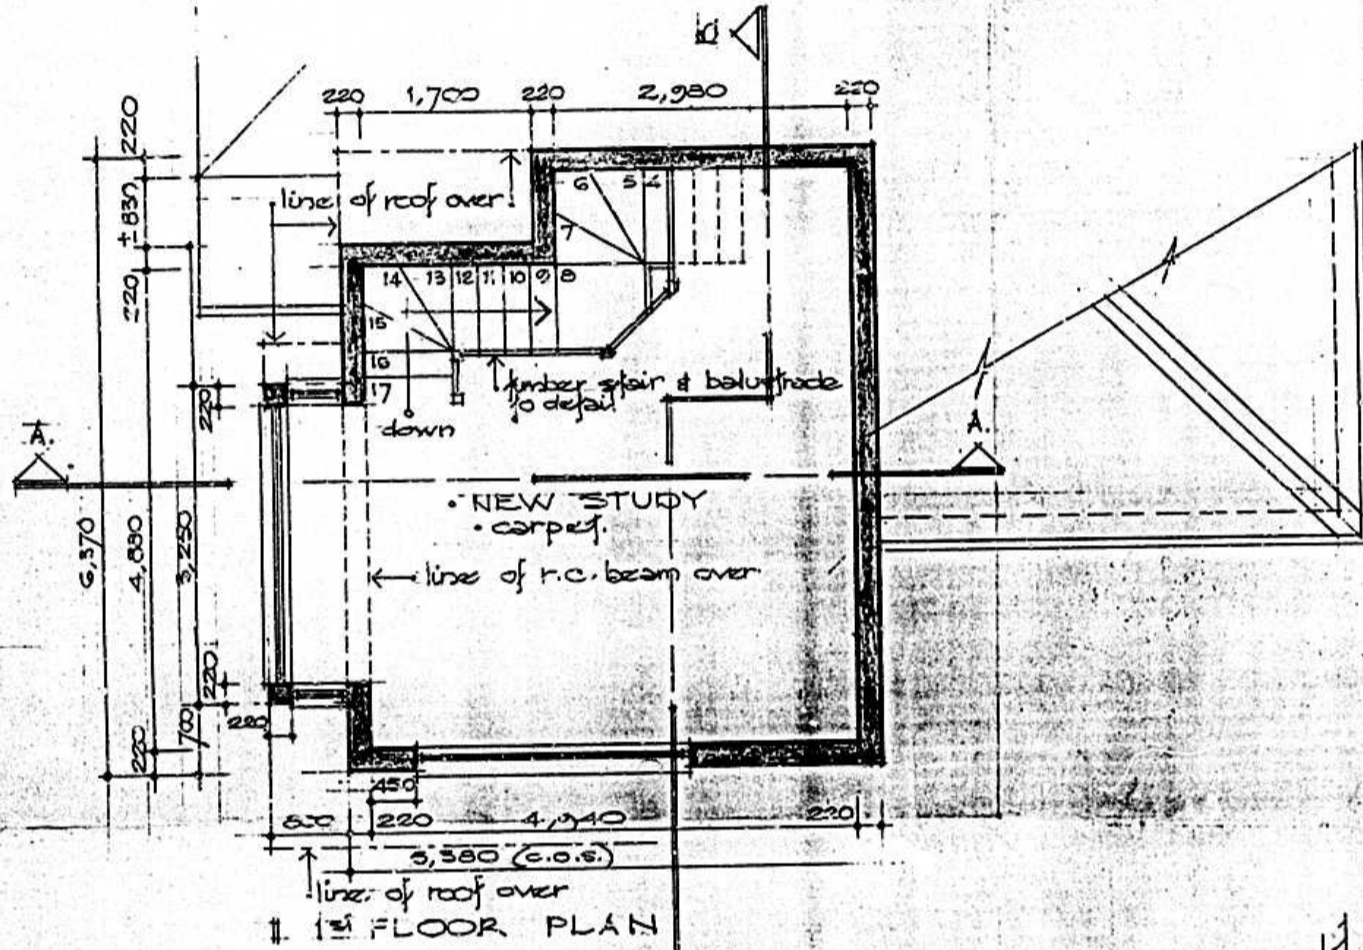 220 1,700 220 2,980 220
220
±830
220
line of roof over
6 5 4
7
14 13 12 11 10 9 8
15
16
17
timber stair & balustrade
to detail
down
220
A.
A.
6,370
4,880
3,250
• NEW STUDY
• carpet
line of r.c. beam over
220
220
700
220
450
220 4,940 220
5,380 (c.o.s.)
line of roof over
1st FLOOR PLAN